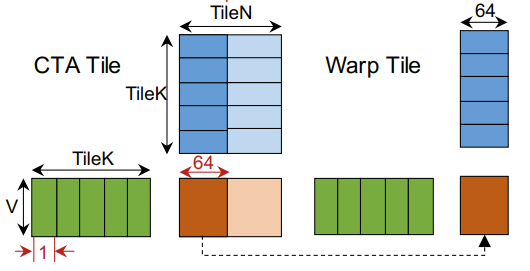 TileN
64
CTA Tile
Warp Tile
TileK
TileK
64
V
1